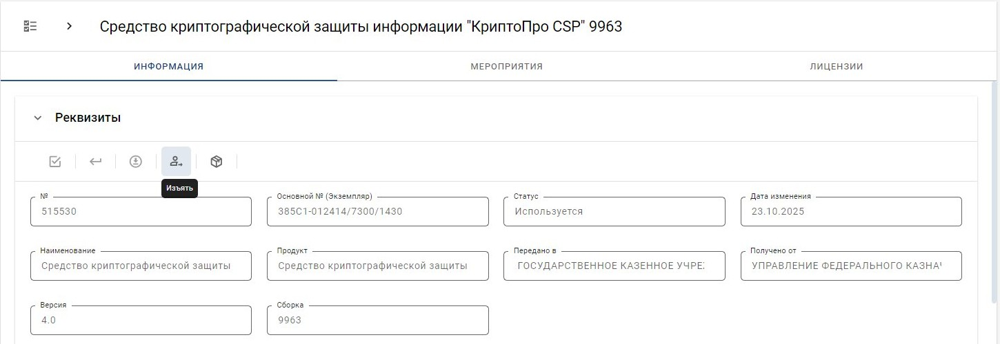 Средство криптографической защиты информации "КриптоПро CSP" 9963
ИНФОРМАЦИЯ МЕРОПРИЯТИЯ ЛИЦЕНЗИИ
Реквизиты
Изъять
№ Основной № (Экземпляр) Статус Дата изменения
515530 385С1-012414/7300/1430 Используется 23.10.2025
Наименование Продукт Передано в Получено от
Средство криптографической защиты Средство криптографической защиты ГОСУДАРСТВЕННОЕ КАЗЕННОЕ УЧРЕ УПРАВЛЕНИЕ ФЕДЕРАЛЬНОГО КАЗНА
Версия Сборка
4.0 9963